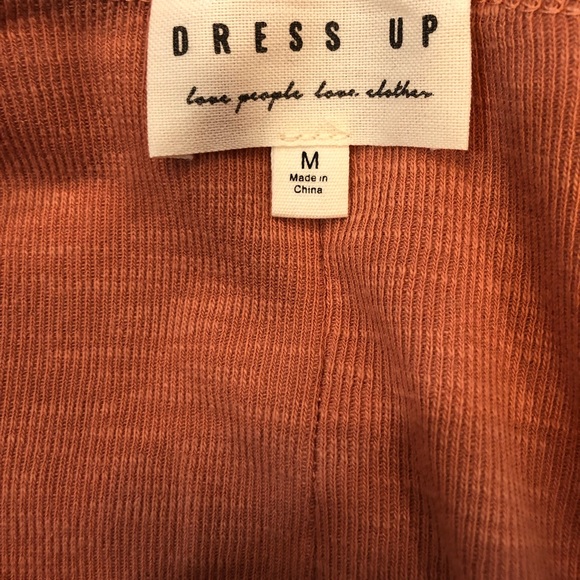 DRESS UP
love people love clothes
M
Made in
China